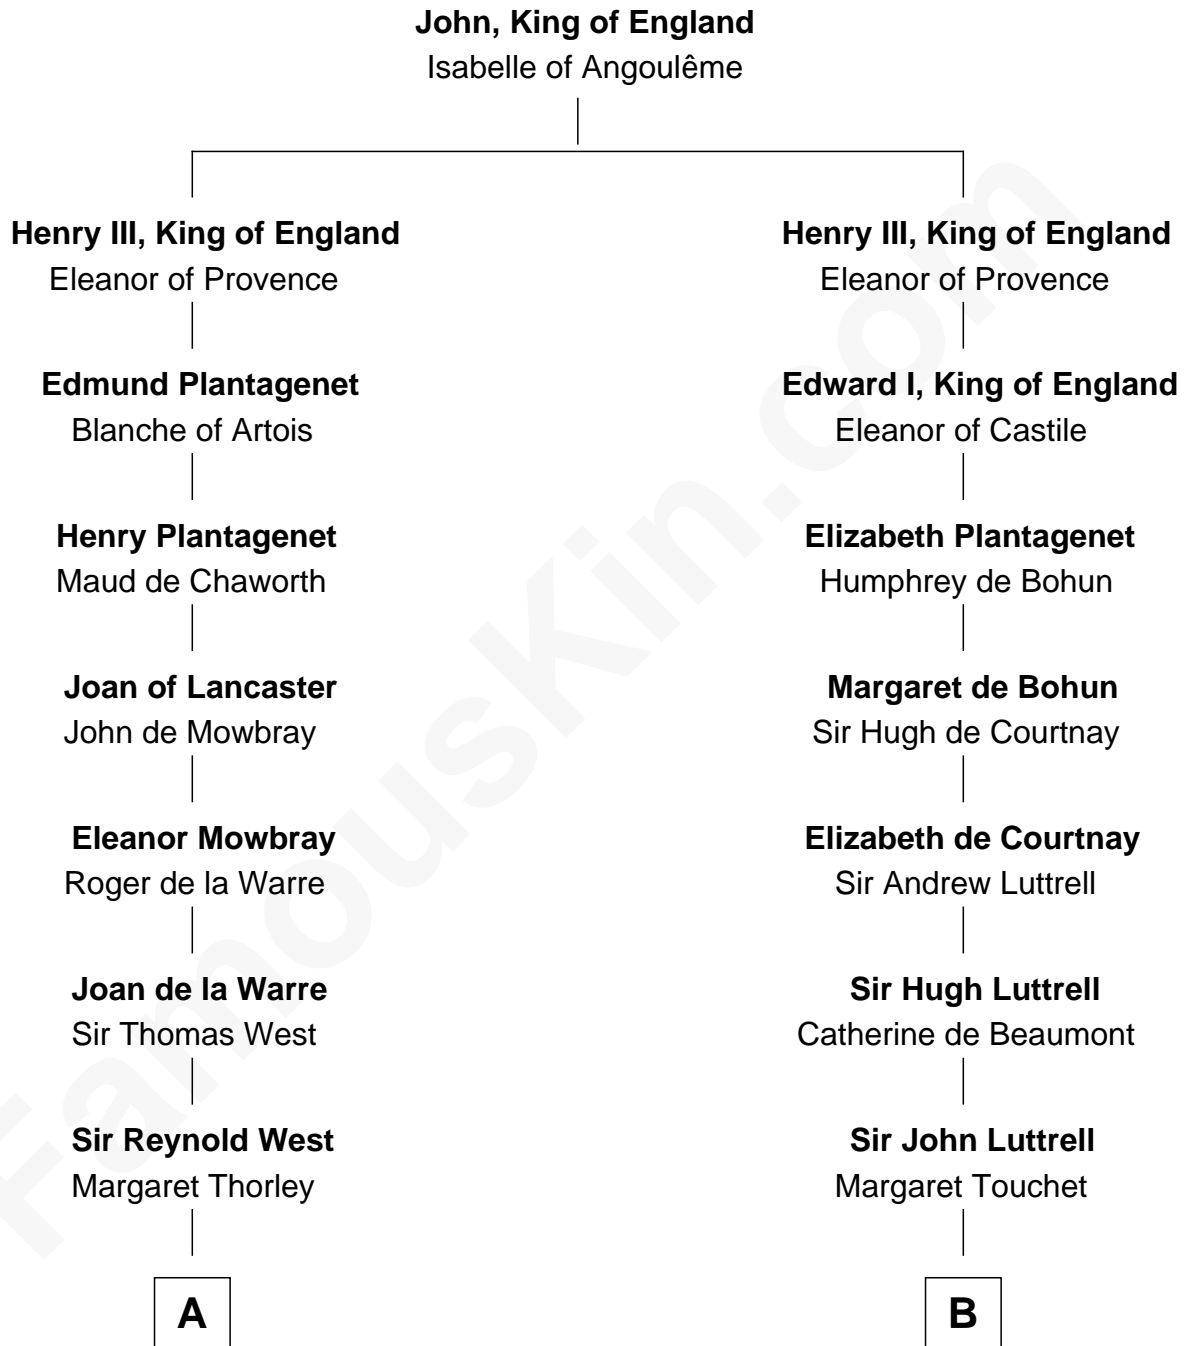 John, King of England
Isabelle of Angoulême
Henry III, King of England
Eleanor of Provence
Henry III, King of England
Eleanor of Provence
Edmund Plantagenet
Blanche of Artois
Edward I, King of England
Eleanor of Castile
Henry Plantagenet
Maud de Chaworth
Elizabeth Plantagenet
Humphrey de Bohun
Joan of Lancaster
John de Mowbray
Margaret de Bohun
Sir Hugh de Courtnay
Eleanor Mowbray
Roger de la Warre
Elizabeth de Courtnay
Sir Andrew Luttrell
Joan de la Warre
Sir Thomas West
Sir Hugh Luttrell
Catherine de Beaumont
Sir Reynold West
Margaret Thorley
Sir John Luttrell
Margaret Touchet
A
B
FamousKin.com